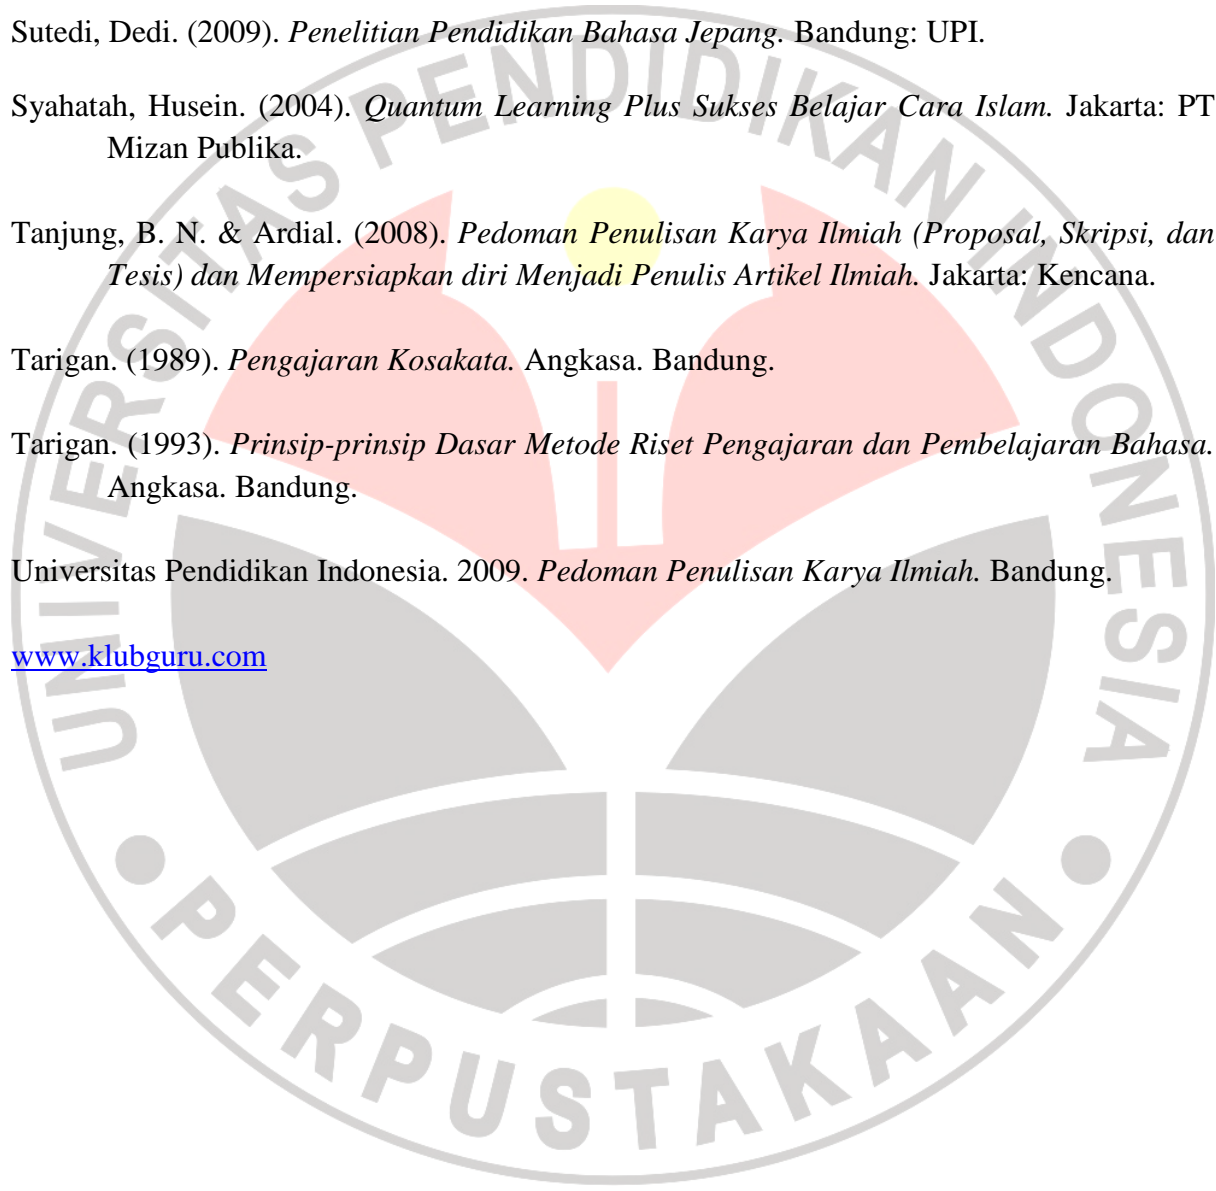 Sutedi, Dedi. (2009). Penelitian Pendidikan Bahasa Jepang. Bandung: UPI.
Syahatah, Husein. (2004). Quantum Learning Plus Sukses Belajar Cara Islam. Jakarta: PT
Mizan Publika.
Tanjung, B. N. & Ardial. (2008). Pedoman Penulisan Karya Ilmiah (Proposal, Skripsi, dan
Tesis) dan Mempersiapkan diri Menjadi Penulis Artikel Ilmiah. Jakarta: Kencana.
Tarigan. (1989). Pengajaran Kosakata. Angkasa. Bandung.
Tarigan. (1993). Prinsip-prinsip Dasar Metode Riset Pengajaran dan Pembelajaran Bahasa.
Angkasa. Bandung.
Universitas Pendidikan Indonesia. 2009. Pedoman Penulisan Karya Ilmiah. Bandung.
www.klubguru.com
UNIVERSITAS PENDIDIKAN INDONESIA
PERPUSTAKAAN